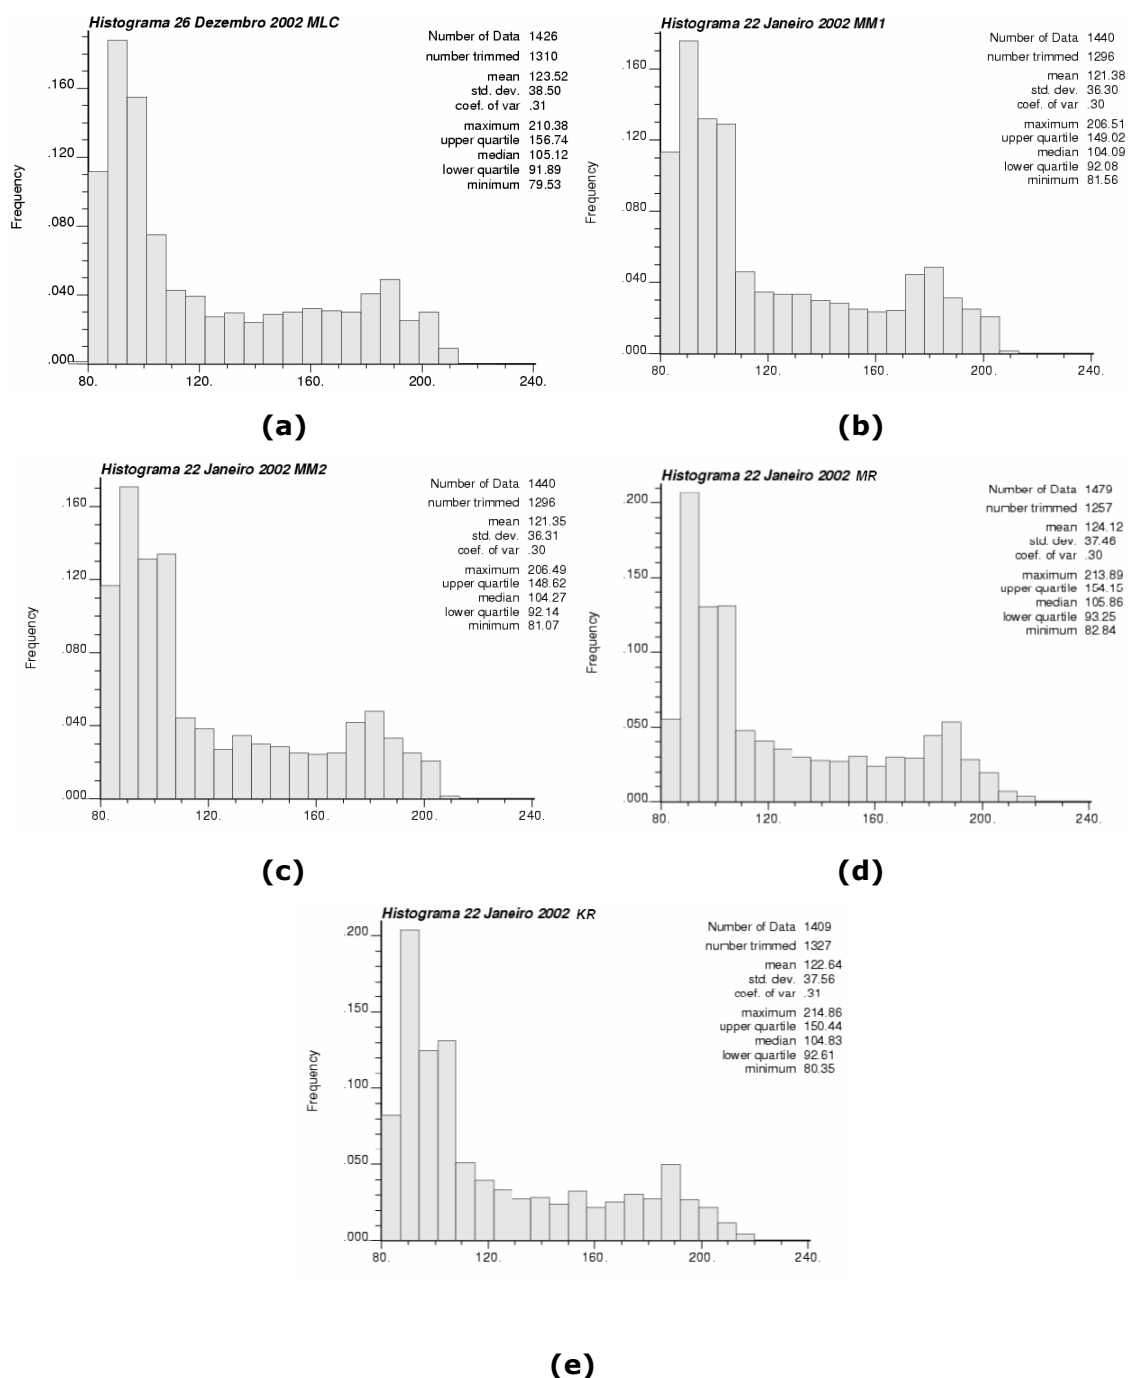 Histograma 26 Dezembro 2002 MLC
Number of Data 1426
number trimmed 1310
mean 123.52
std. dev. 38.50
coef. of var .31
maximum 210.38
upper quartile 156.74
median 105.12
lower quartile 91.89
minimum 79.53
Frequency
.160
.120
.080
.040
.000
80. 120. 160. 200. 240.
(a)
Histograma 22 Janeiro 2002 MM1
Number of Data 1440
number trimmed 1296
mean 121.38
std. dev. 36.30
coef. of var .30
maximum 206.51
upper quartile 149.02
median 104.09
lower quartile 92.08
minimum 81.56
Frequency
.160
.120
.080
.040
.000
80. 120. 160. 200. 240.
(b)
Histograma 22 Janeiro 2002 MM2
Number of Data 1440
number trimmed 1296
mean 121.35
std. dev. 36.31
coef. of var .30
maximum 206.49
upper quartile 148.62
median 104.27
lower quartile 92.14
minimum 81.07
Frequency
.160
.120
.080
.040
.000
80. 120. 160. 200. 240.
(c)
Histograma 22 Janeiro 2002 MR
Number of Data 1479
number trimmed 1257
mean 124.12
std. dev. 37.46
coef. of var .30
maximum 213.89
upper quartile 154.15
median 105.86
lower quartile 93.25
minimum 82.84
Frequency
.200
.150
.100
.050
.000
80. 120. 160. 200. 240.
(d)
Histograma 22 Janeiro 2002 KR
Number of Data 1409
number trimmed 1327
mean 122.64
std. dev. 37.56
coef. of var .31
maximum 214.86
upper quartile 150.44
median 104.83
lower quartile 92.61
minimum 80.35
Frequency
.200
.150
.100
.050
.000
80. 120. 160. 200. 240.
(e)